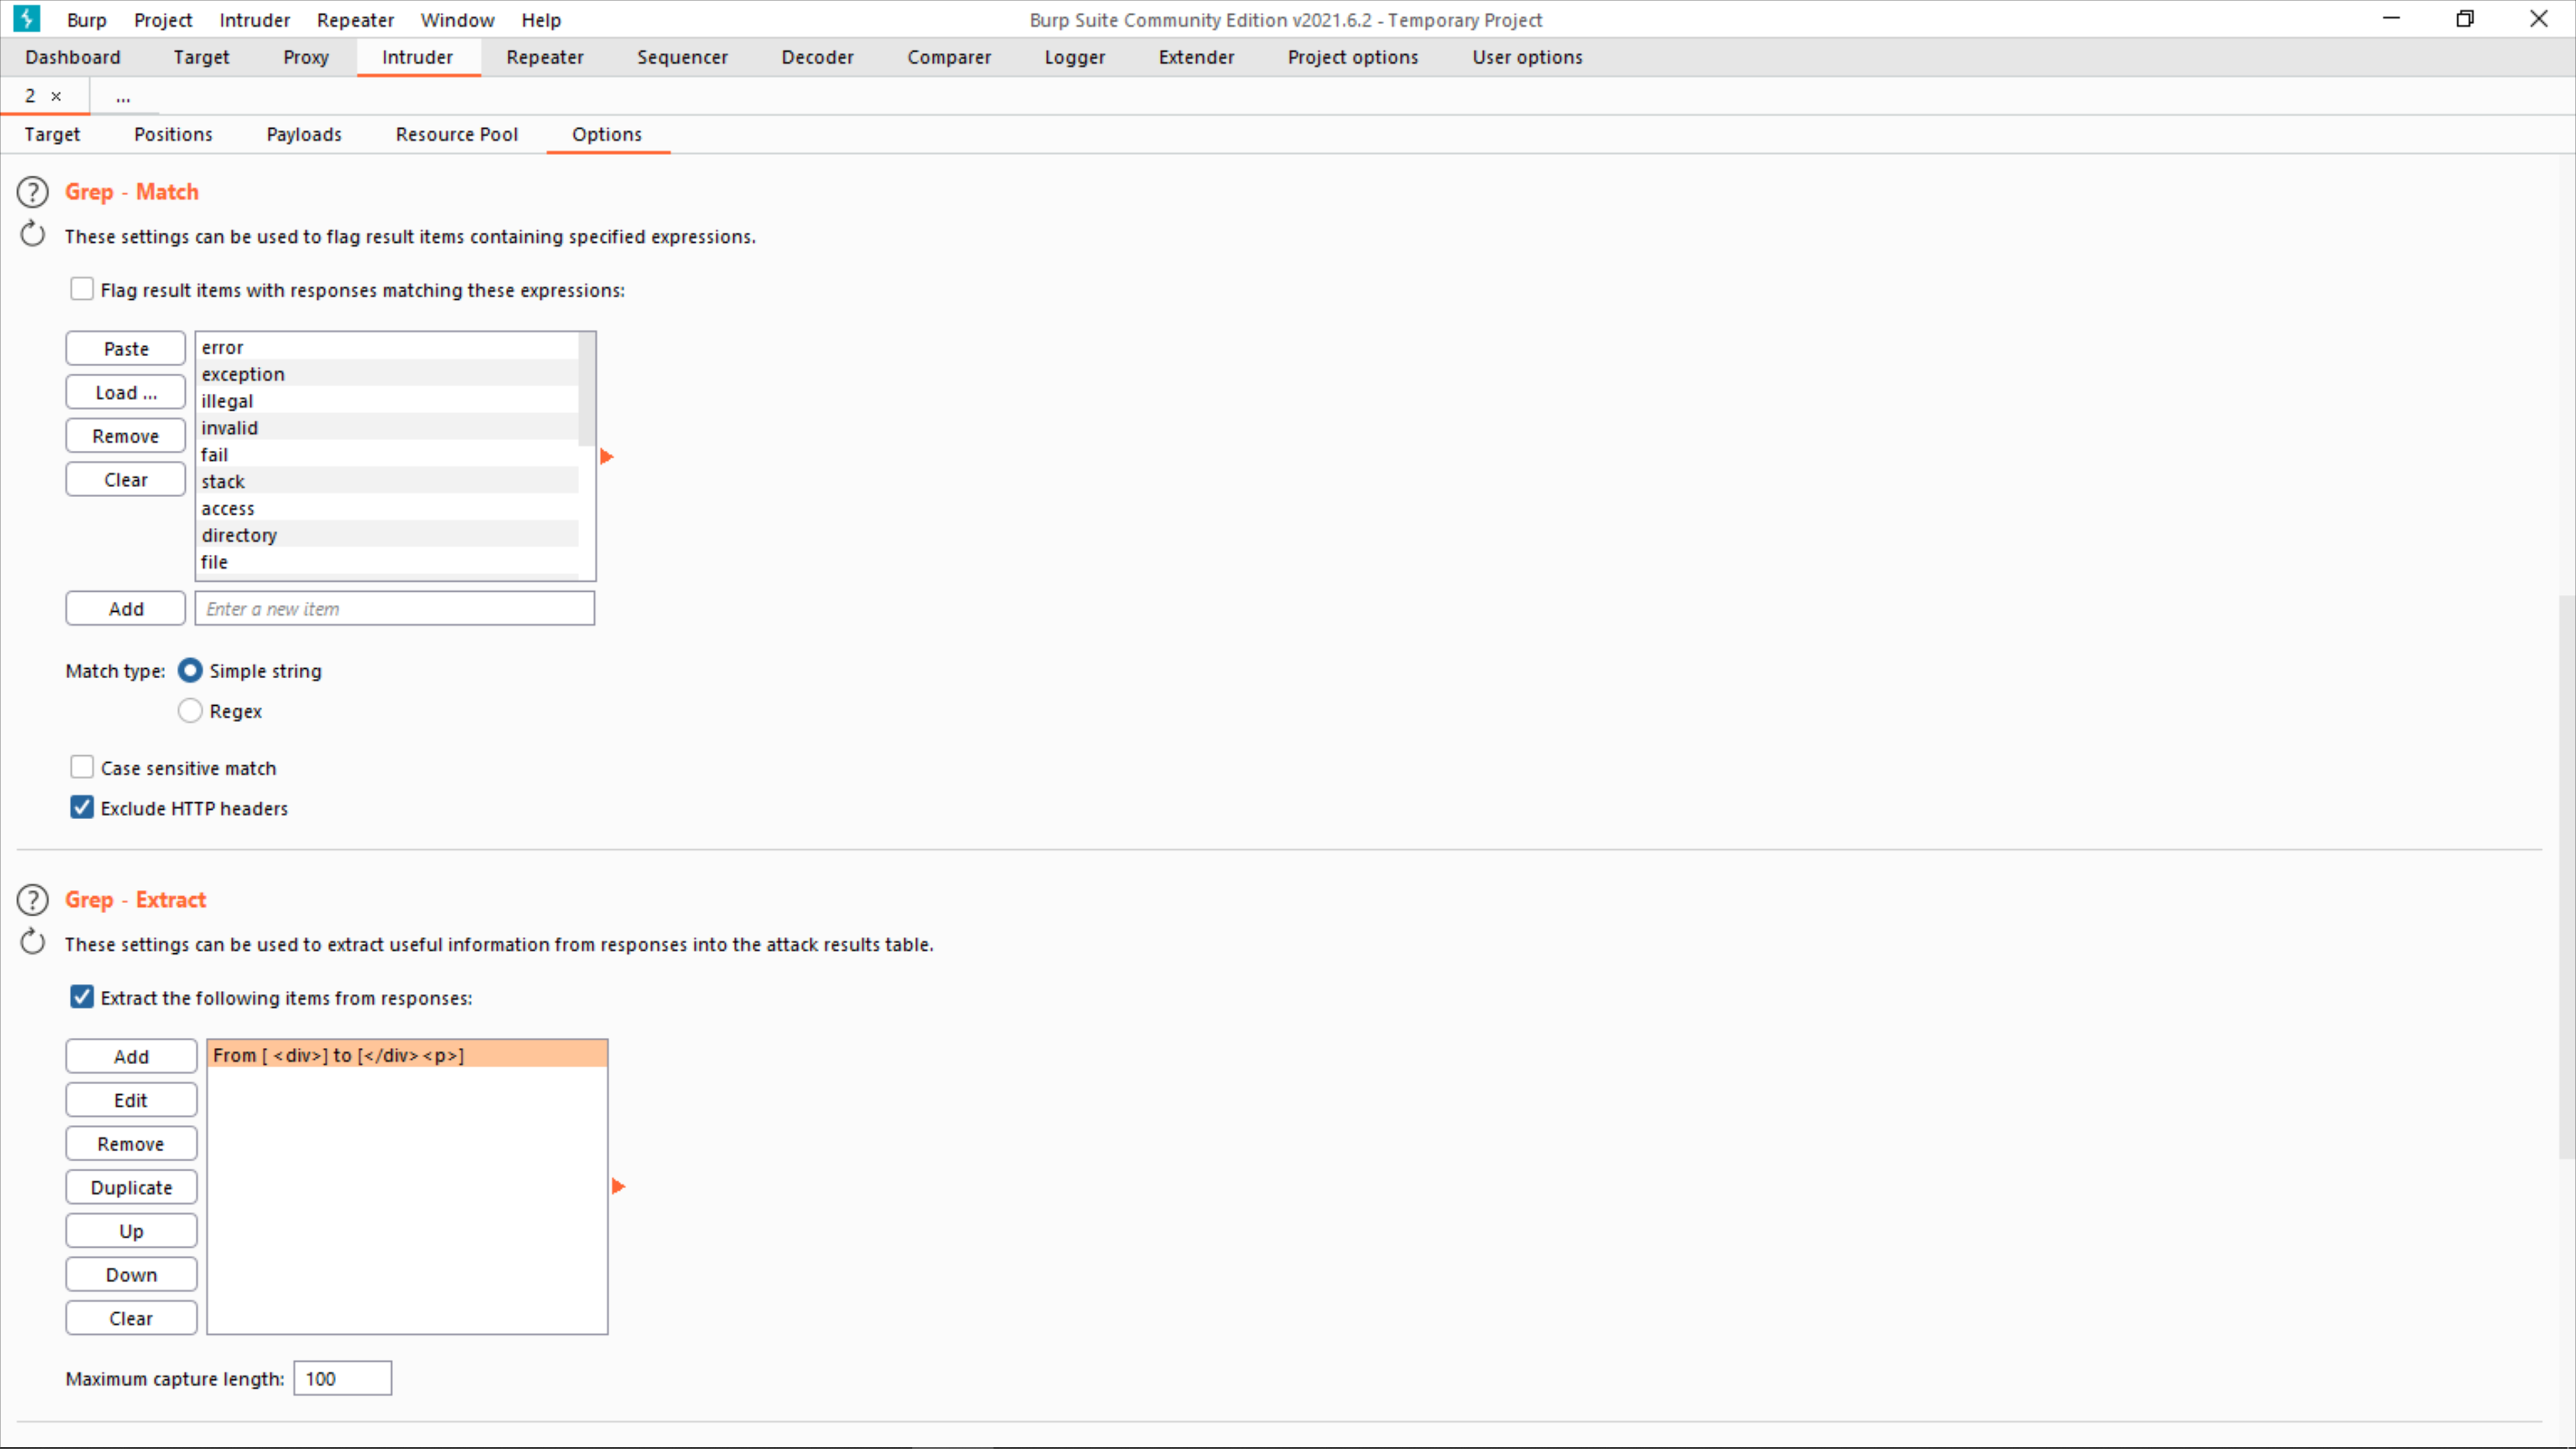 Burp Project Intruder Repeater Window Help Burp Suite Community Edition v2021.6.2 - Temporary Project
Dashboard Target Proxy Intruder Repeater Sequencer Decoder Comparer Logger Extender Project options User options
2 × ...
Target Positions Payloads Resource Pool Options
? Grep - Match
These settings can be used to flag result items containing specified expressions.
Flag result items with responses matching these expressions:
Paste
Load ...
Remove
Clear
error
exception
illegal
invalid
fail
stack
access
directory
file
Add Enter a new item
Match type: Simple string
Regex
Case sensitive match
Exclude HTTP headers
? Grep - Extract
These settings can be used to extract useful information from responses into the attack results table.
Extract the following items from responses:
Add
Edit
Remove
Duplicate
Up
Down
Clear
From [ <div>] to [</div> <p>]
Maximum capture length: 100